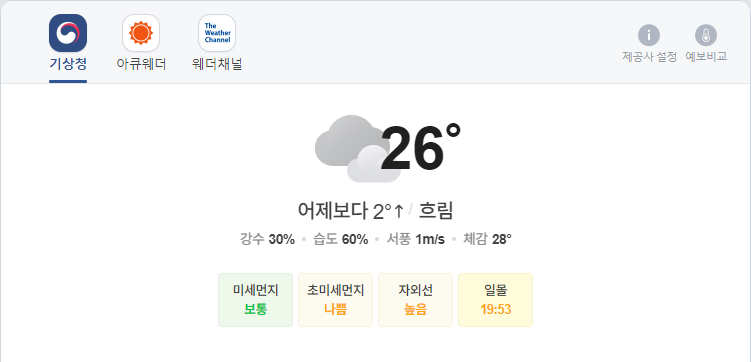 The Weather Channel
기상청 아큐웨더 웨더채널
제공사 설정 예보비교
26°
어제보다 2°↑ / 흐림
강수 30% • 습도 60% • 서풍 1m/s • 체감 28°
미세먼지 초미세먼지 자외선 일몰
보통 나쁨 높음 19:53